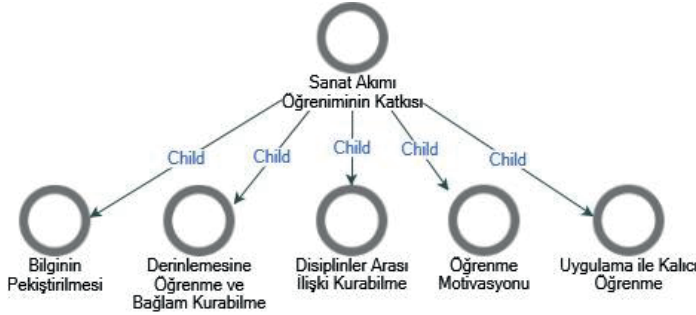 Sanat Akımı
Öğreniminin Katkısı
Child
Child
Child
Child
Child
Bilginin
Pekiştirilmesi
Derinlemesine
Öğrenme ve
Bağlam Kurabilme
Disiplinler Arası
İlişki Kurabilme
Öğrenme
Motivasyonu
Uygulama ile Kalıcı
Öğrenme